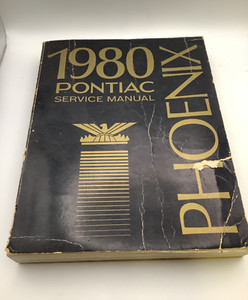 1980
PONTIAC
SERVICE MANUAL
PHOENIX